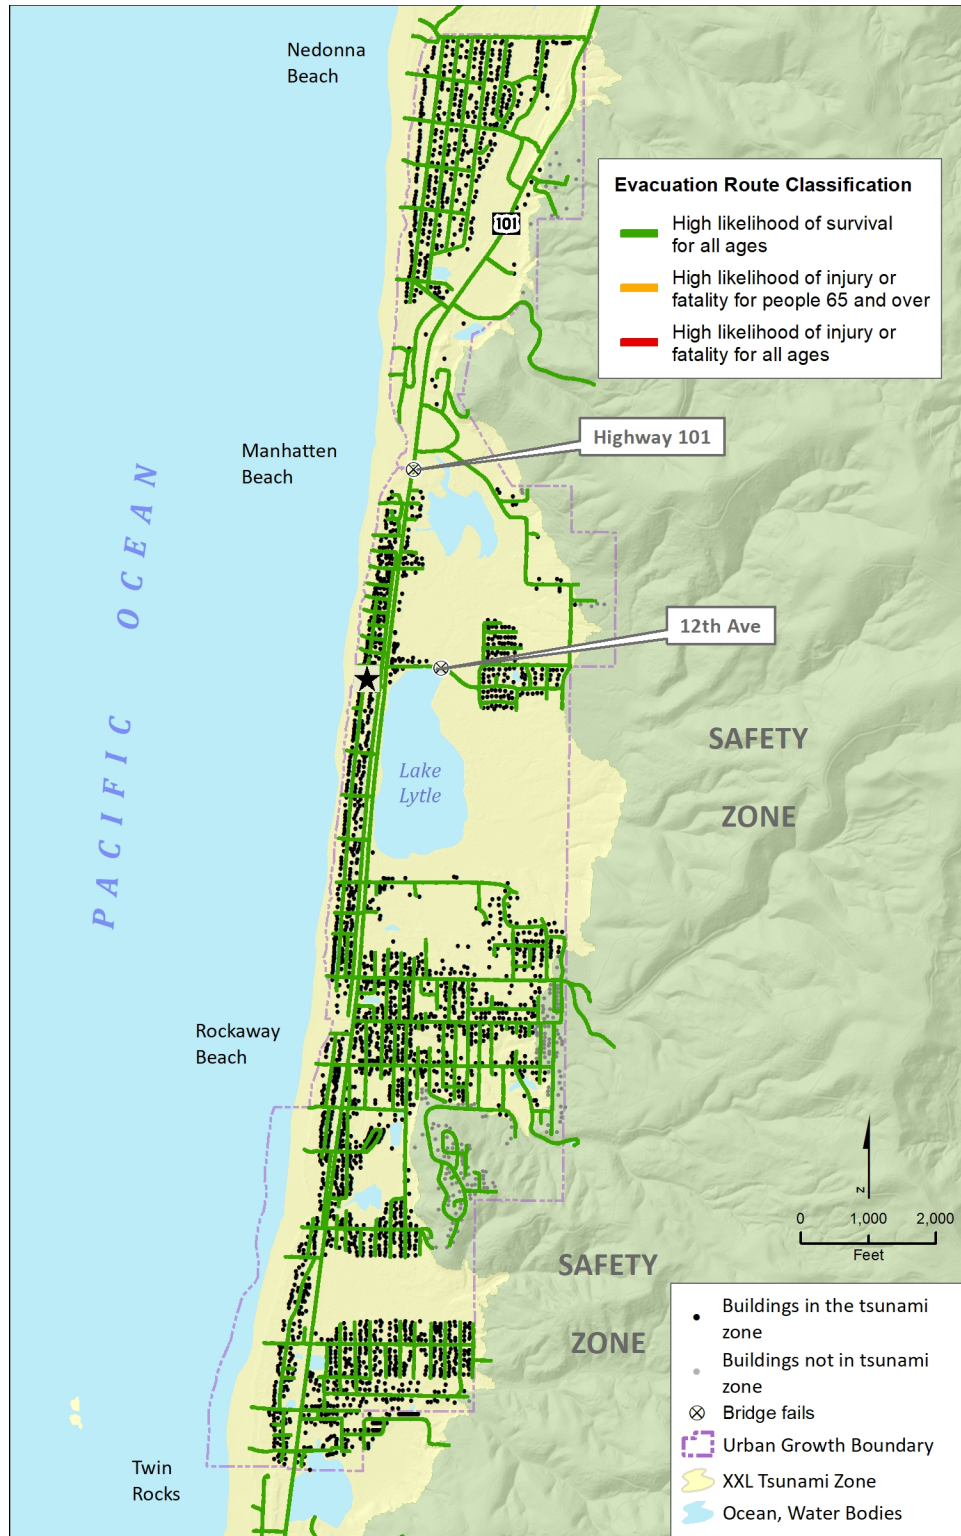 Nedonna
Beach
Evacuation Route Classification
High likelihood of survival
for all ages
High likelihood of injury or
fatality for people 65 and over
High likelihood of injury or
fatality for all ages
101
Highway 101
Manhatten
Beach
PACIFIC OCEAN
12th Ave
SAFETY
ZONE
Lake
Lytle
Rockaway
Beach
N
0 1,000 2,000
Feet
SAFETY
ZONE
Buildings in the tsunami
zone
Buildings not in tsunami
zone
Bridge fails
Urban Growth Boundary
XXL Tsunami Zone
Ocean, Water Bodies
Twin
Rocks